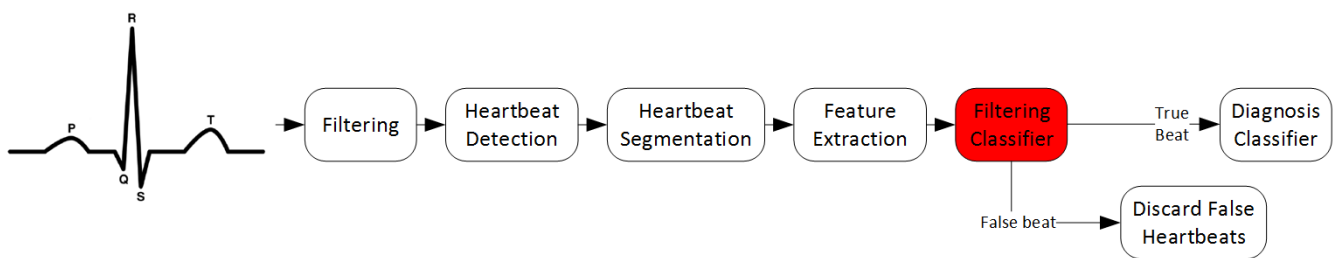 R
P
T
Q
S
Filtering
Heartbeat
Detection
Heartbeat
Segmentation
Feature
Extraction
Filtering
Classifier
True
Beat
Diagnosis
Classifier
False beat
Discard False
Heartbeats